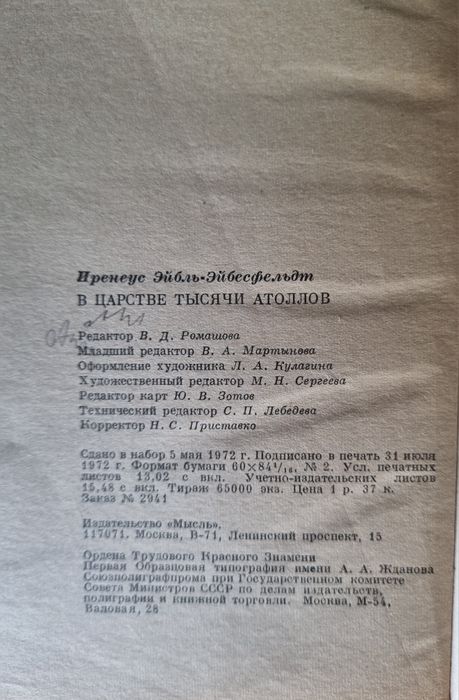 Иренеус Эйбль-Эйбесфельдт
В ЦАРСТВЕ ТЫСЯЧИ АТОЛЛОВ
Редактор В. Д. Ромашова
Младший редактор В. А. Мартынова
Оформление художника Л. А. Кулагина
Художественный редактор М. Н. Сергеева
Редактор карт Ю. В. Зотов
Технический редактор С. П. Лебедева
Корректор Н. С. Приставко
Сдано в набор 5 мая 1972 г. Подписано в печать 31 июля
1972 г. Формат бумаги 60×84¹/₁₆, № 2. Усл. печатных
листов 13,02 с вкл. Учетно-издательских листов
15,48 с вкл. Тираж 65000 экз. Цена 1 р. 37 к.
Заказ № 2941
Издательство «Мысль».
117071. Москва, В-71, Ленинский проспект, 15
Ордена Трудового Красного Знамени
Первая Образцовая типография имени А. А. Жданова
Союзполиграфпрома при Государственном комитете
Совета Министров СССР по делам издательств,
полиграфии и книжной торговли. Москва, М-54,
Валовая, 28